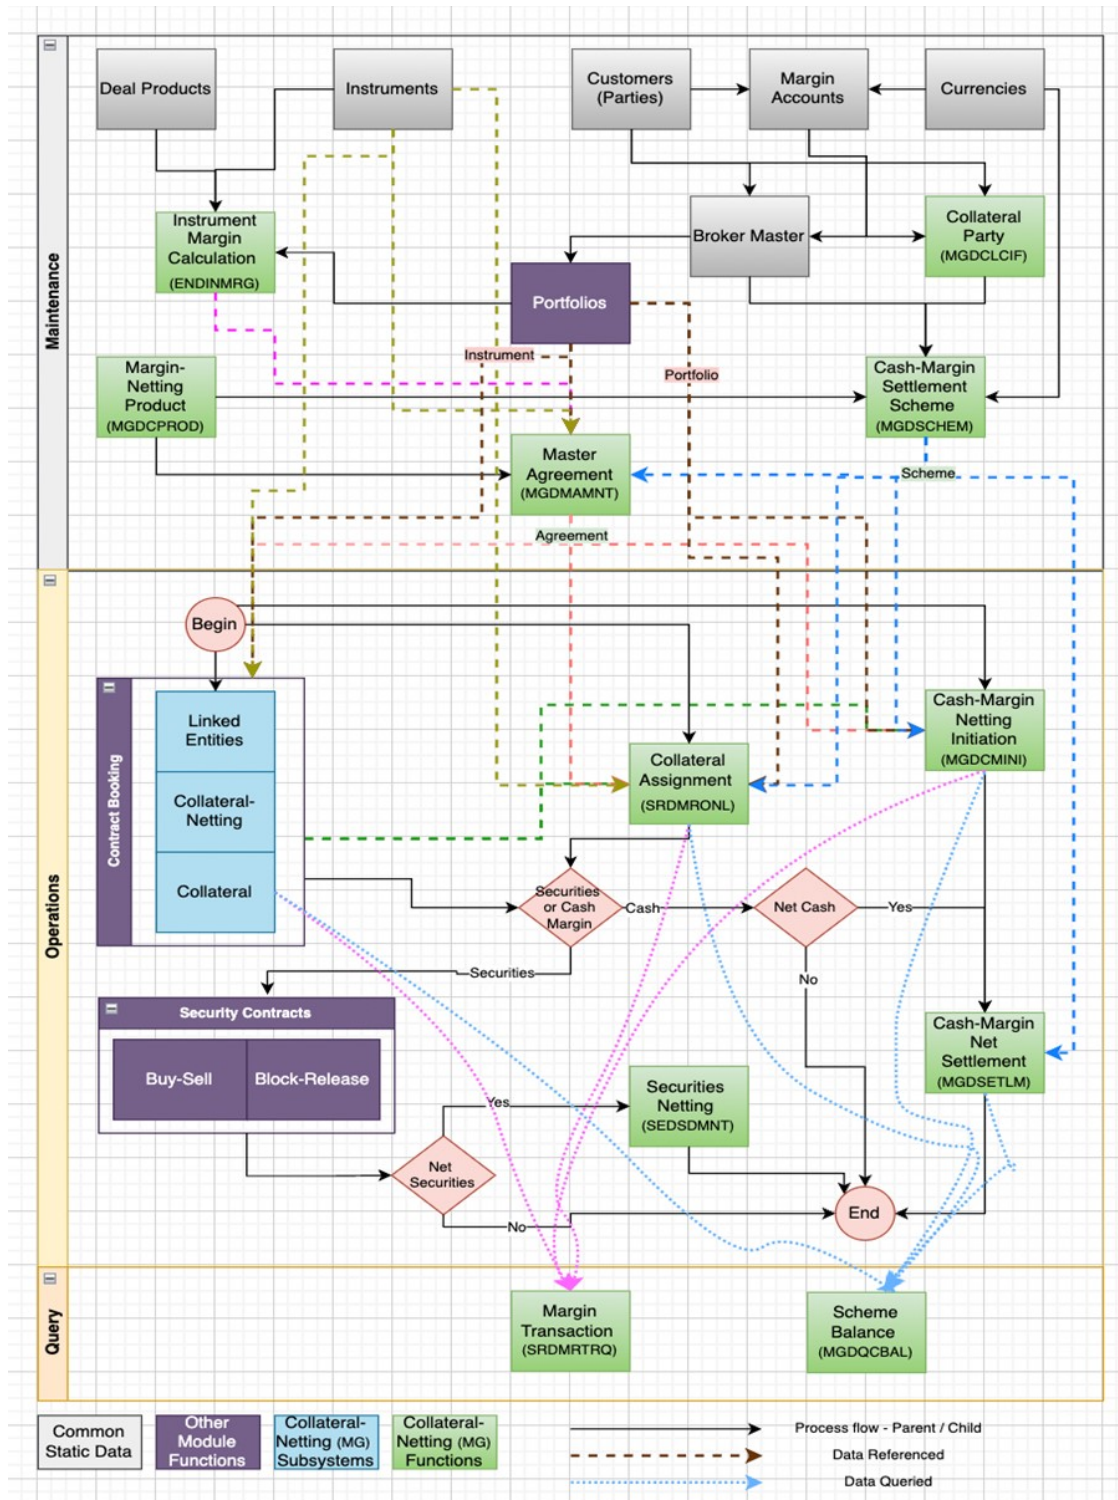 Maintenance
Deal Products
Instruments
Customers
(Parties)
Margin
Accounts
Currencies
Instrument
Margin
Calculation
(ENDINMRG)
Broker Master
Collateral
Party
(MGDCLCIF)
Portfolios
Instrument
Portfolio
Margin-
Netting
Product
(MGDCPROD)
Cash-Margin
Settlement
Scheme
(MGDSCHEM)
Master
Agreement
(MGDMAMNT)
Scheme
Agreement
Operations
Begin
Contract Booking
Linked
Entities
Collateral-
Netting
Collateral
Cash-Margin
Netting
Initiation
(MGDCMINI)
Collateral
Assignment
(SRDMRONL)
Securities
or Cash
Margin
Cash
Net Cash
Yes
No
Securities
Security Contracts
Buy-Sell
Block-Release
Cash-Margin
Net
Settlement
(MGDSETLM)
Securities
Netting
(SEDSDMNT)
Yes
Net
Securities
No
End
Query
Margin
Transaction
(SRDMRTRQ)
Scheme
Balance
(MGDQCBAL)
Common
Static Data
Other
Module
Functions
Collateral-
Netting (MG)
Subsystems
Collateral-
Netting (MG)
Functions
Process flow - Parent / Child
Data Referenced
Data Queried